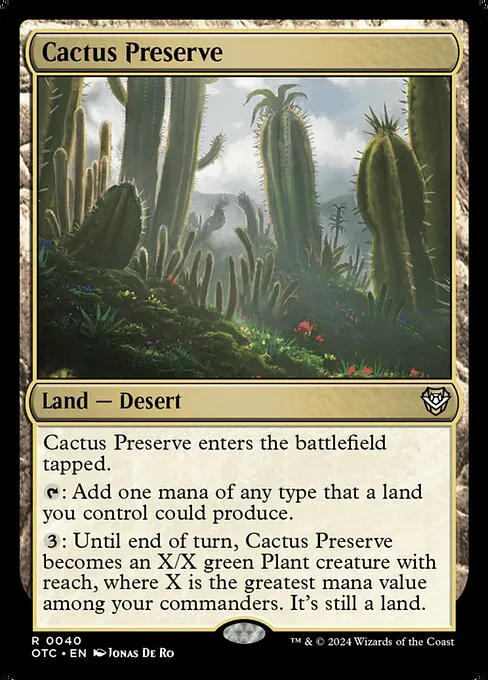 Cactus Preserve
Land — Desert
Cactus Preserve enters the battlefield
tapped.
: Add one mana of any type that a land
you control could produce.
3: Until end of turn, Cactus Preserve
becomes an X/X green Plant creature with
reach, where X is the greatest mana value
among your commanders. It's still a land.
R 0040
OTC • EN Jonas De Ro
™ & © 2024 Wizards of the Coast